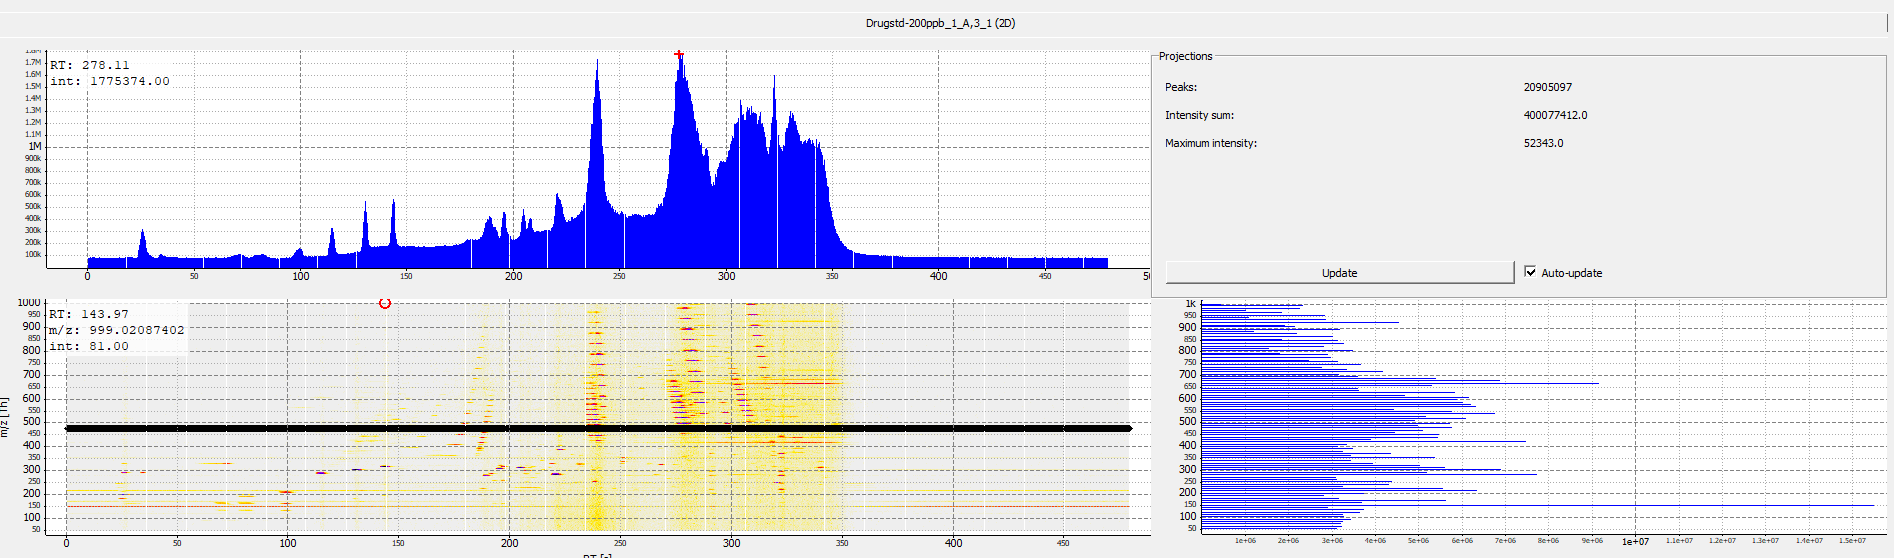 Drugstd-200ppb_1_A,3_1 (2D)
1.8M
1.7M
1.6M
1.5M
1.4M
1.3M
1.2M
1.1M
1M
900k
800k
700k
600k
500k
400k
300k
200k
100k
RT: 278.11
int: 1775374.00
0 50 100 150 200 250 300 350 400 450
Projections
Peaks: 20905097
Intensity sum: 400077412.0
Maximum intensity: 52343.0
Update Auto-update
m/z [Th]
1000
950
900
850
800
750
700
650
600
550
500
450
400
350
300
250
200
150
100
50
RT: 143.97
m/z: 999.02087402
int: 81.00
0 50 100 150 200 250 300 350 400 450
1k
950
900
850
800
750
700
650
600
550
500
450
400
350
300
250
200
150
100
50
1e+06 2e+06 3e+06 4e+06 5e+06 6e+06 7e+06 8e+06 9e+06 1e+07 1.1e+07 1.2e+07 1.3e+07 1.4e+07 1.5e+07